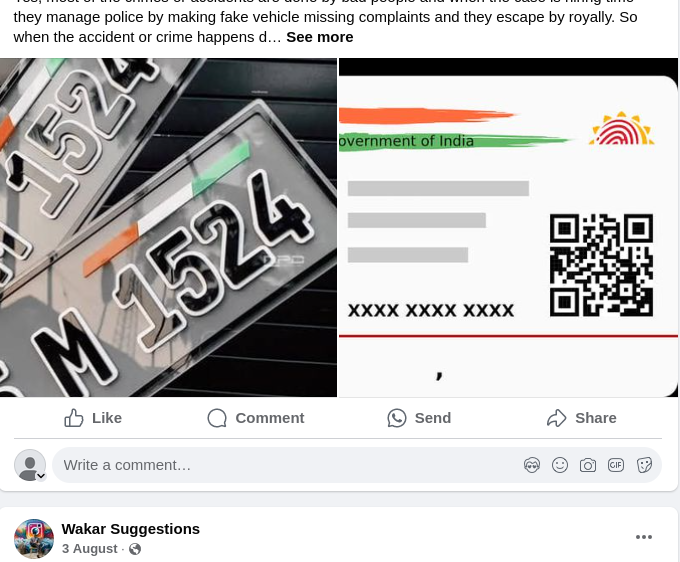 they manage police by making fake vehicle missing complaints and they escape by royally. So
when the accident or crime happens d… See more
1524
M 1524
overnment of India
XXXX XXXX XXXX
,
Like
Comment
Send
Share
Write a comment…
GIF
Wakar Suggestions
3 August ·